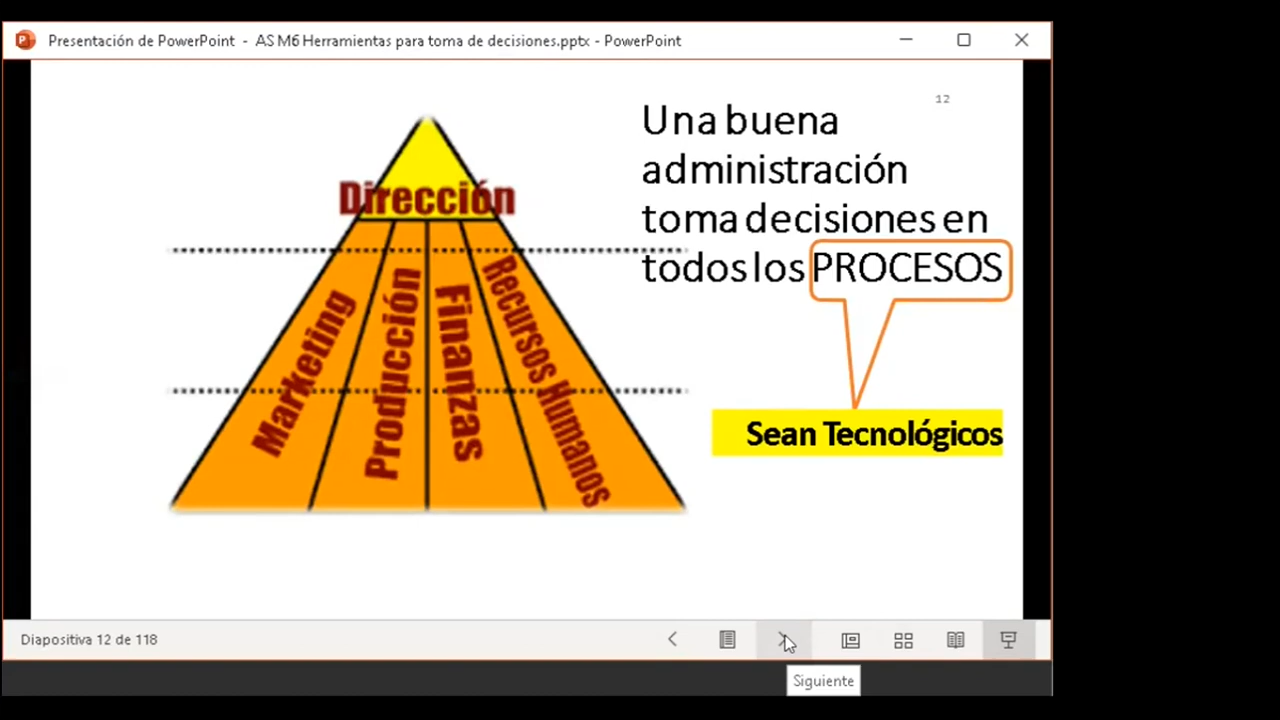 Presentación de PowerPoint - AS M6 Herramientas para toma de decisiones.pptx - PowerPoint
12
Una buena
administración
toma decisiones en
todos los PROCESOS
Sean Tecnológicos
Dirección
Marketing
Producción
Finanzas
Recursos Humanos
Diapositiva 12 de 118
Siguiente